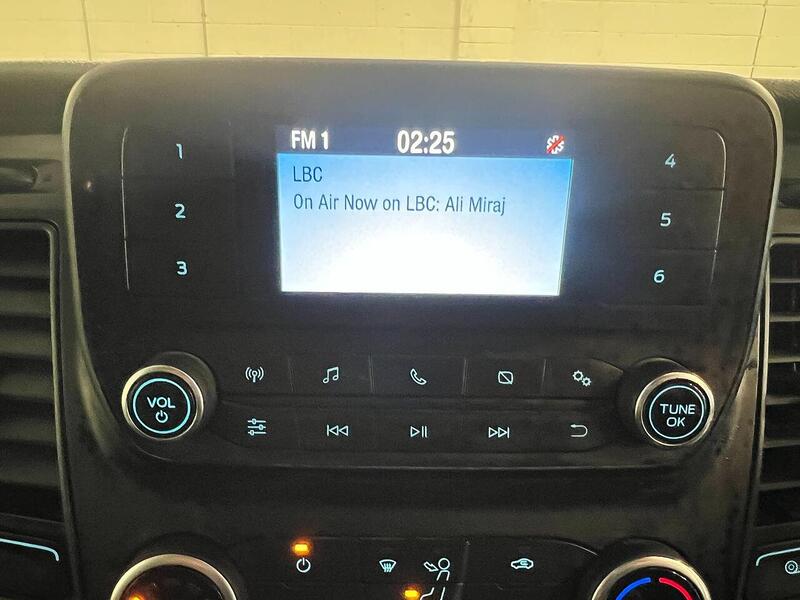 FM 1 02:25
LBC
On Air Now on LBC: Ali Miraj
1
2
3
4
5
6
VOL
TUNE
OK